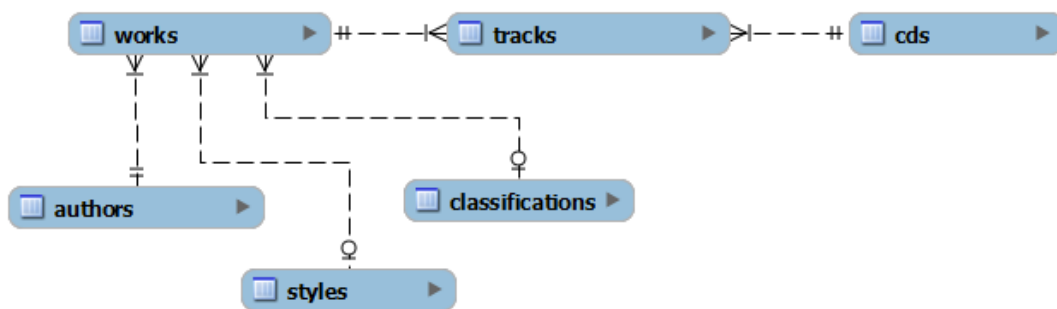 works
tracks
cds
authors
classifications
styles